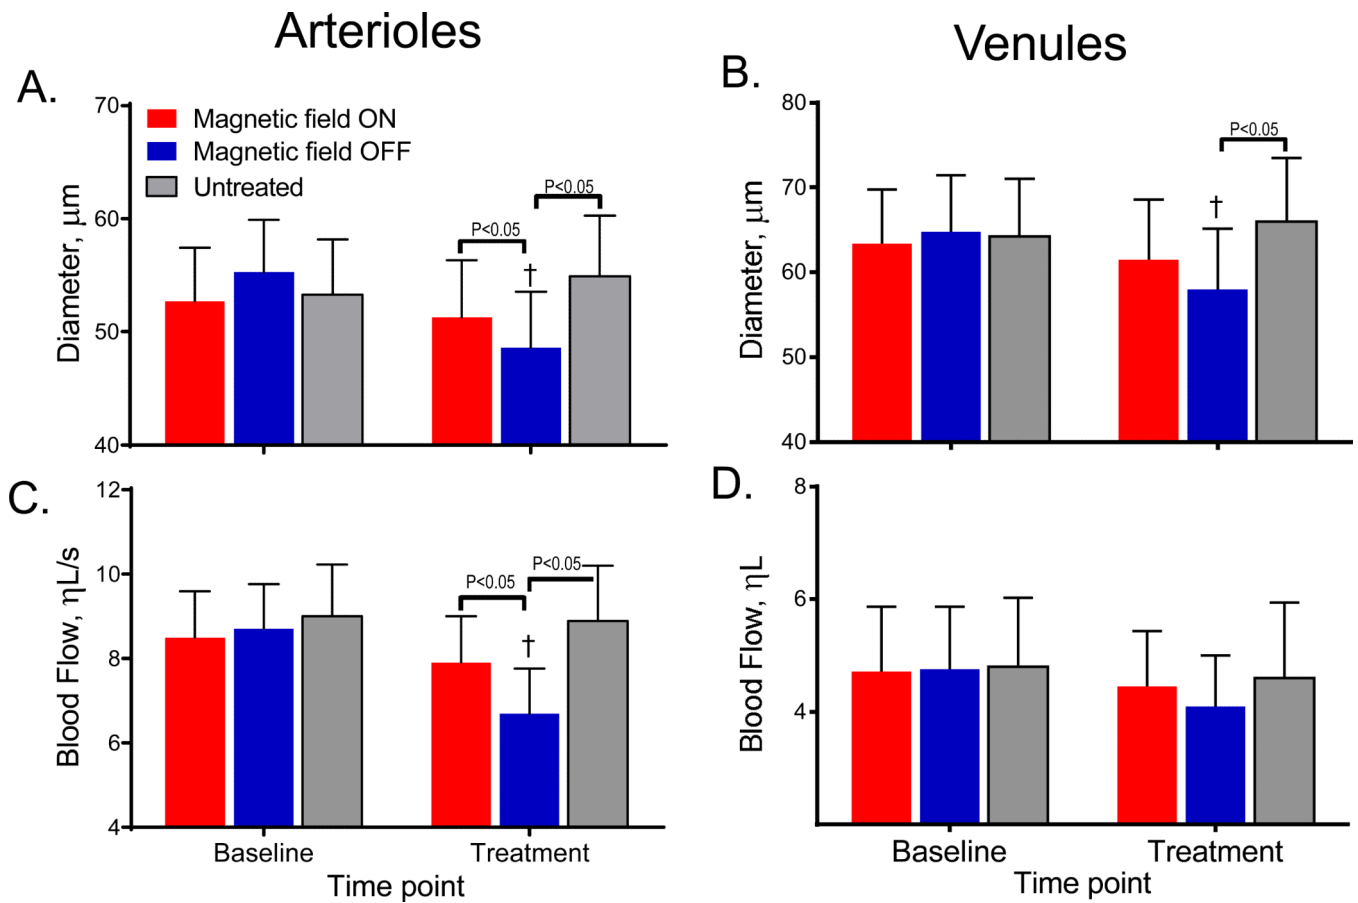 Arterioles
Venules
A.
70
60
50
40
Diameter, μm
Magnetic field ON
Magnetic field OFF
Untreated
P<0.05
P<0.05
†
B.
80
70
60
50
40
Diameter, μm
P<0.05
†
C.
12
10
8
6
4
Blood Flow, ηL/s
P<0.05
P<0.05
†
Baseline
Treatment
Time point
D.
8
6
4
Blood Flow, ηL
Baseline
Treatment
Time point